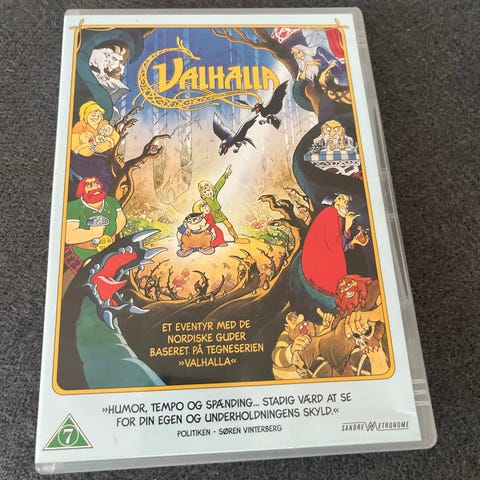 VALHALLA
ET EVENTYR MED DE
NORDISKE GUDER
BASERET PÅ TEGNESERIEN
»VALHALLA«
»HUMOR, TEMPO OG SPÆNDING... STADIG VÆRD AT SE
FOR DIN EGEN OG UNDERHOLDNINGENS SKYLD.«
POLITIKEN - SØREN VINTERBERG
7
SANDREW METRONOME